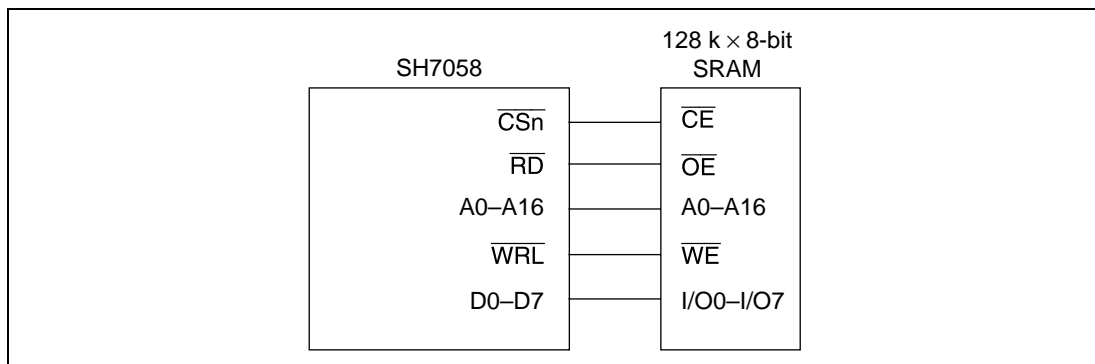 128 k × 8-bit
SH7058 SRAM
CSn CE
RD OE
A0–A16 A0–A16
WRL WE
D0–D7 I/O0–I/O7